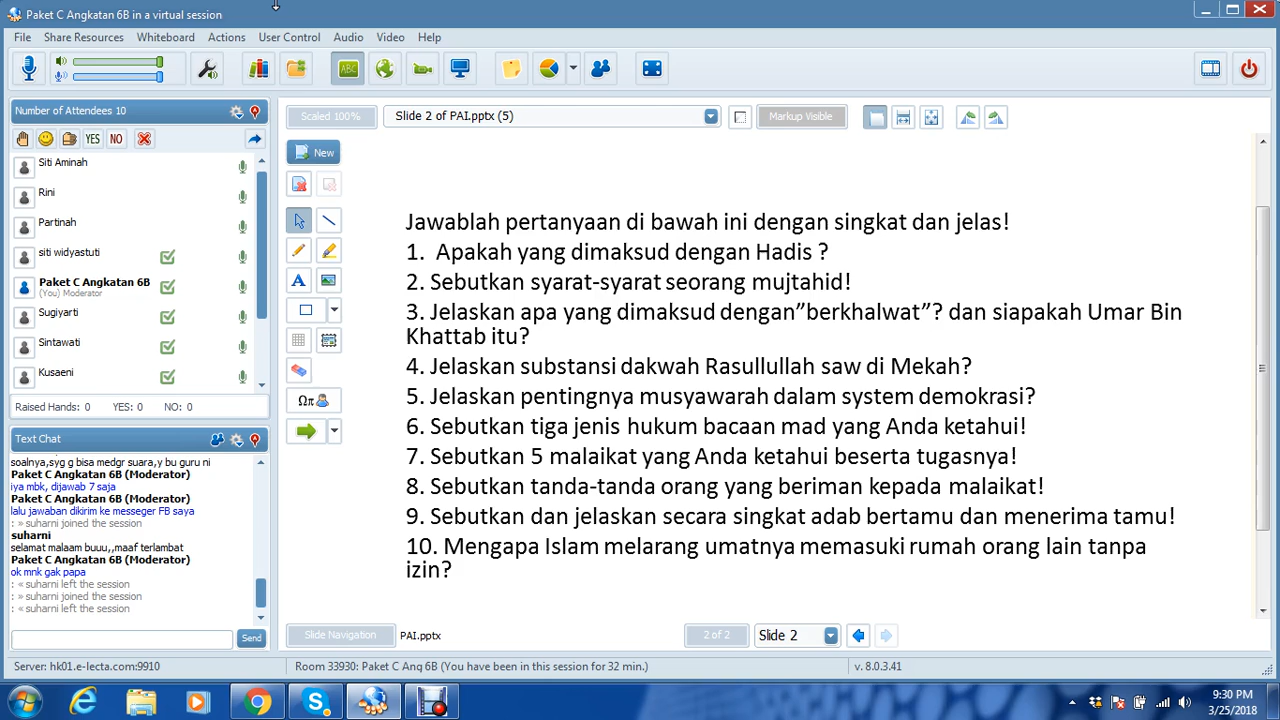 Paket C Angkatan 6B in a virtual session
File Share Resources Whiteboard Actions User Control Audio Video Help
ABC
Number of Attendees 10
YES NO
Siti Aminah
Rini
Partinah
siti widyastuti
Paket C Angkatan 6B
(You) Moderator
Sugiyarti
Sintawati
Kusaeni
Raised Hands: 0 YES: 0 NO: 0
Text Chat
soalnya,syg g bisa medgr suara,y bu guru ni
Paket C Angkatan 6B (Moderator)
iya mbk, dijawab 7 saja
Paket C Angkatan 6B (Moderator)
lalu jawaban dikirim ke messeger FB saya
: » suharni joined the session
suharni
selamat malaam buuu,,maaf terlambat
Paket C Angkatan 6B (Moderator)
ok mnk gak papa
: « suharni left the session
: » suharni joined the session
: « suharni left the session
Send
Scaled 100% Slide 2 of PAI.pptx (5) Markup Visible
New
A
Ωπ
Jawablah pertanyaan di bawah ini dengan singkat dan jelas!
1. Apakah yang dimaksud dengan Hadis ?
2. Sebutkan syarat-syarat seorang mujtahid!
3. Jelaskan apa yang dimaksud dengan”berkhalwat”? dan siapakah Umar Bin
Khattab itu?
4. Jelaskan substansi dakwah Rasullullah saw di Mekah?
5. Jelaskan pentingnya musyawarah dalam system demokrasi?
6. Sebutkan tiga jenis hukum bacaan mad yang Anda ketahui!
7. Sebutkan 5 malaikat yang Anda ketahui beserta tugasnya!
8. Sebutkan tanda-tanda orang yang beriman kepada malaikat!
9. Sebutkan dan jelaskan secara singkat adab bertamu dan menerima tamu!
10. Mengapa Islam melarang umatnya memasuki rumah orang lain tanpa
izin?
Slide Navigation PAI.pptx 2 of 2 Slide 2
Server: hk01.e-lecta.com:9910 Room 33930: Paket C Ang 6B (You have been in this session for 32 min.) v. 8.0.3.41
9:30 PM
3/25/2018